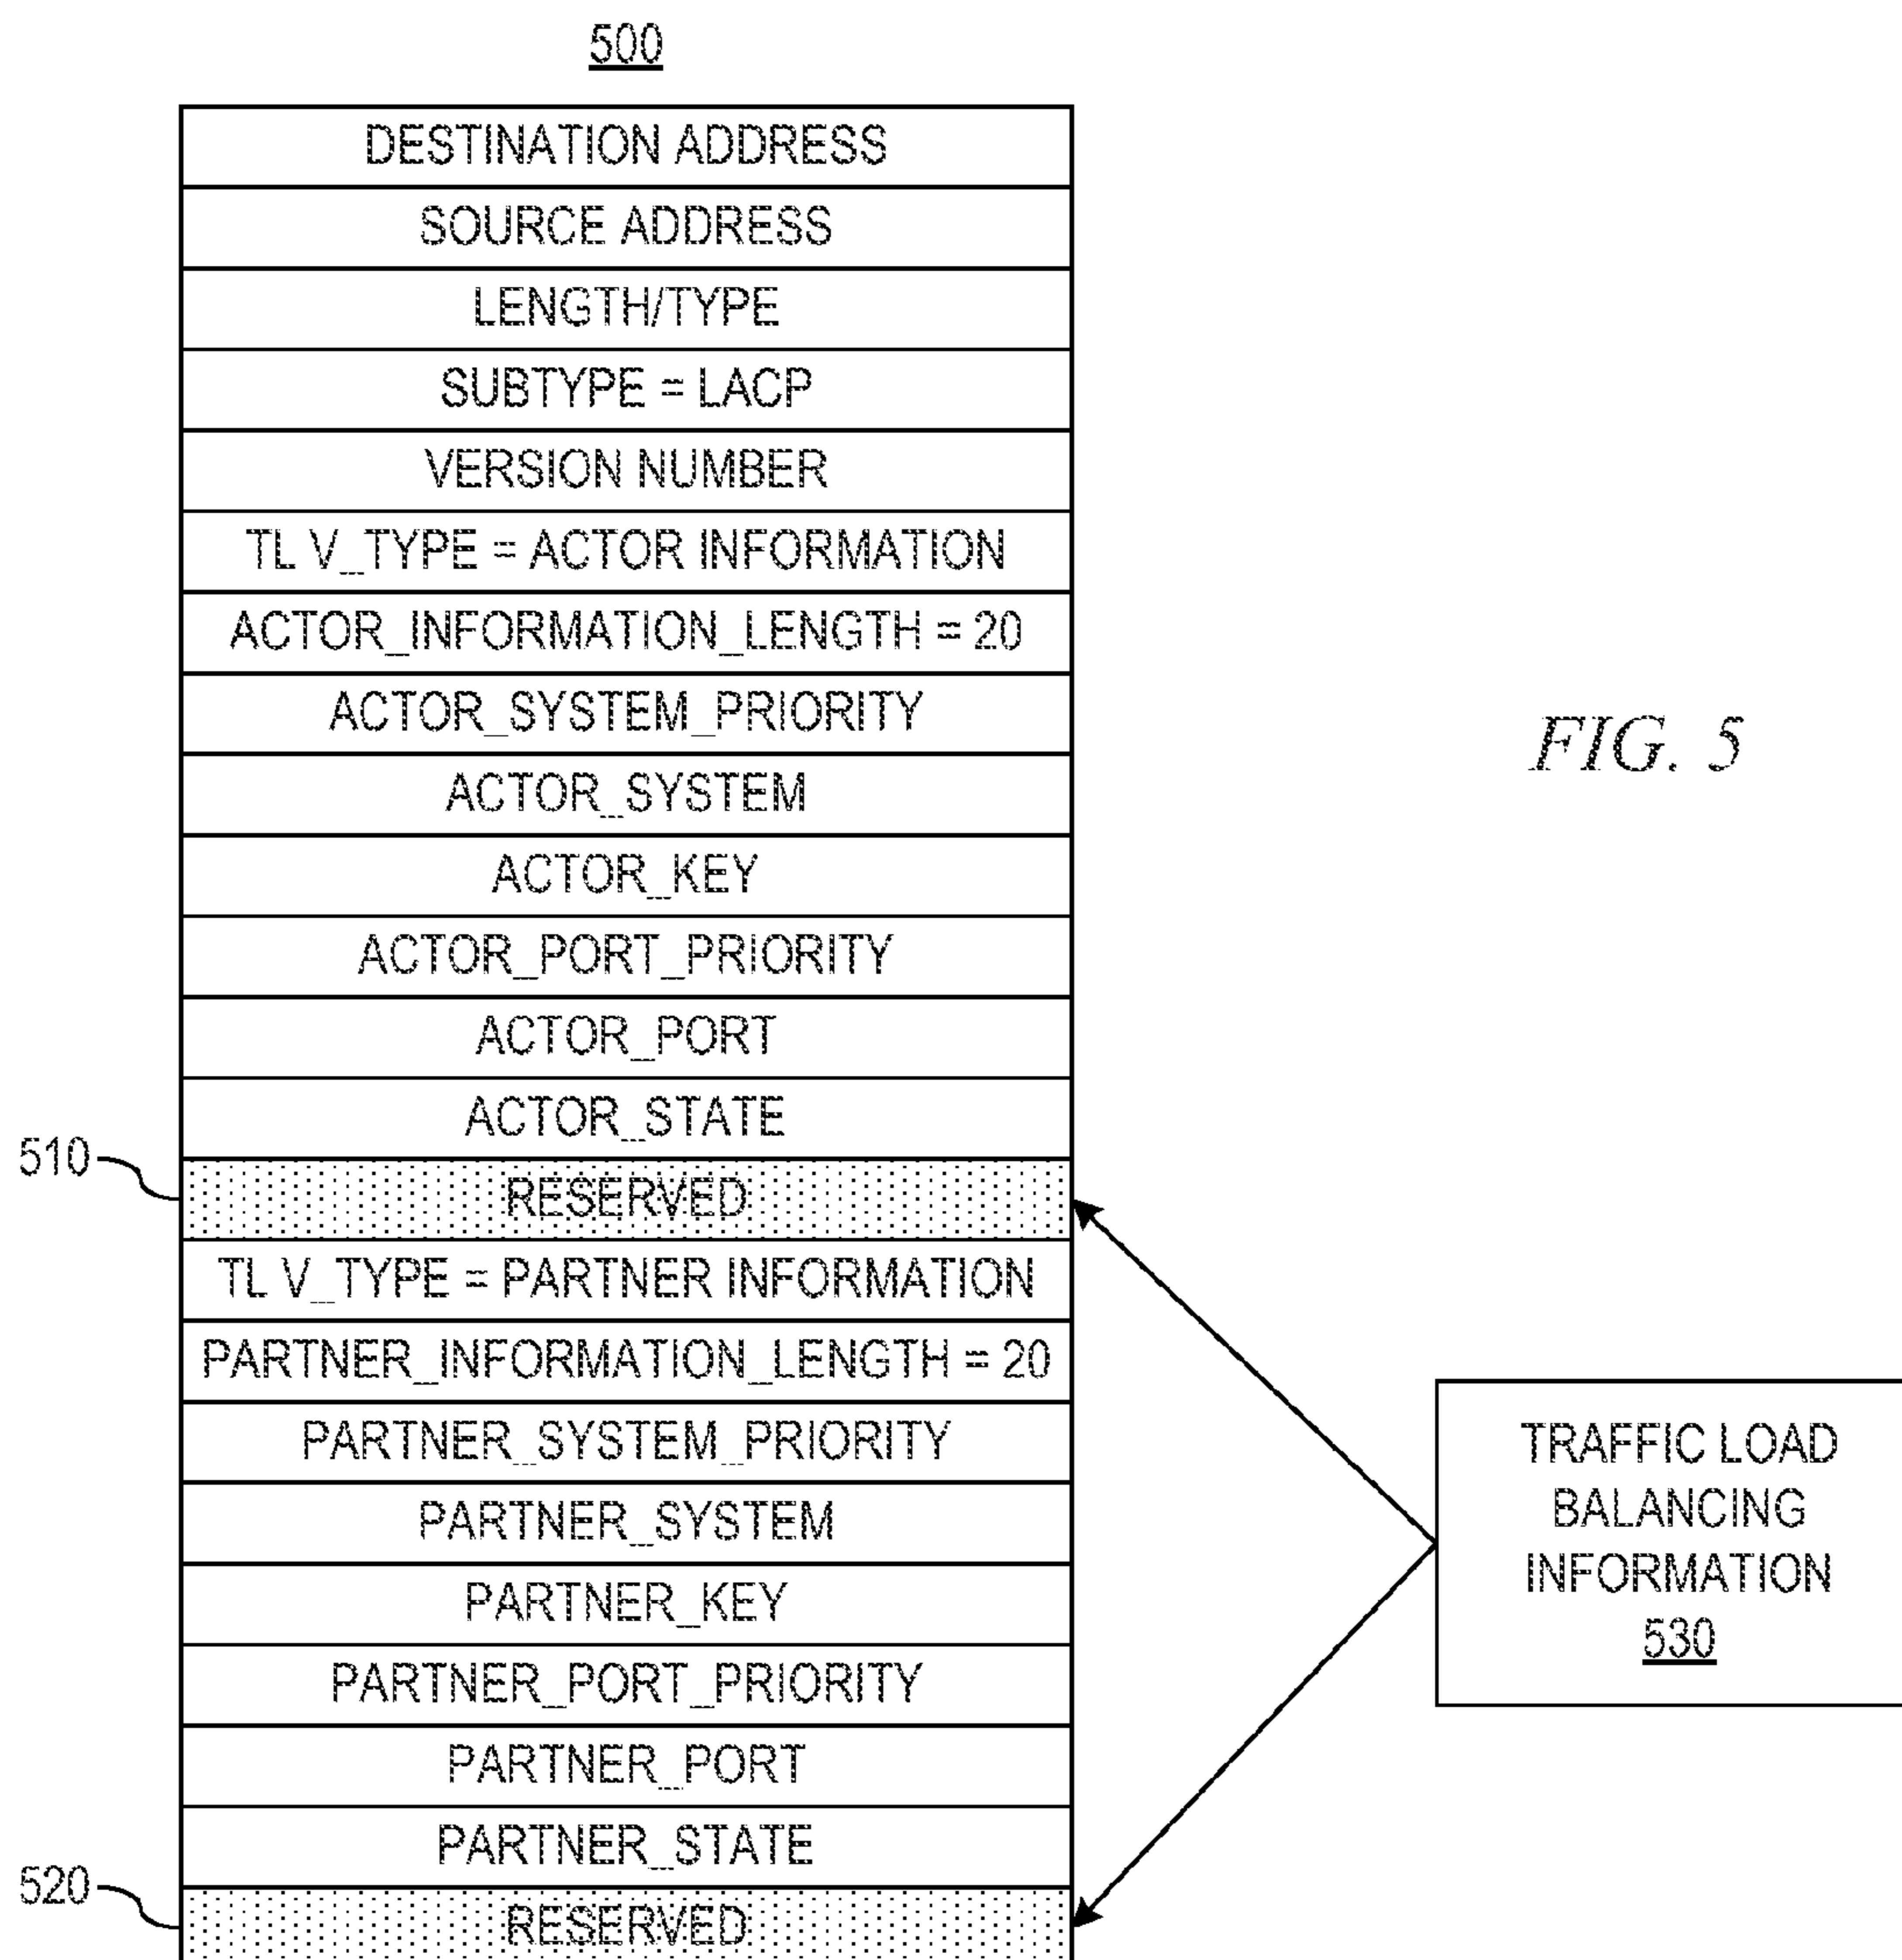 500
DESTINATION ADDRESS
SOURCE ADDRESS
LENGTH/TYPE
SUBTYPE = LACP
VERSION NUMBER
TL V_TYPE = ACTOR INFORMATION
ACTOR_INFORMATION_LENGTH = 20
ACTOR_SYSTEM_PRIORITY
ACTOR_SYSTEM
ACTOR_KEY
ACTOR_PORT_PRIORITY
ACTOR_PORT
ACTOR_STATE
510
RESERVED
TL V_TYPE = PARTNER INFORMATION
PARTNER_INFORMATION_LENGTH = 20
PARTNER_SYSTEM_PRIORITY
PARTNER_SYSTEM
PARTNER_KEY
PARTNER_PORT_PRIORITY
PARTNER_PORT
PARTNER_STATE
520
RESERVED
FIG. 5
TRAFFIC LOAD
BALANCING
INFORMATION
530